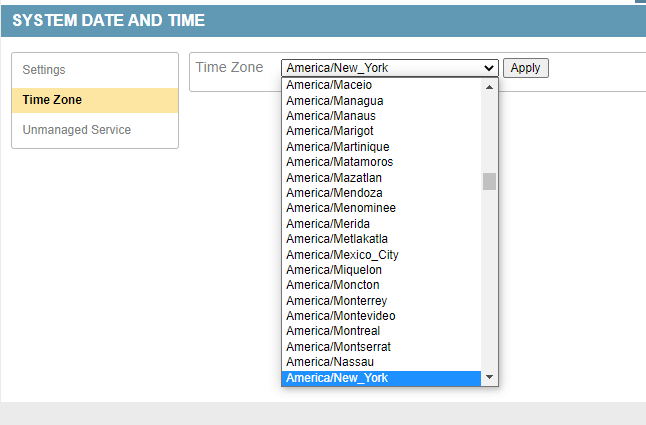 SYSTEM DATE AND TIME
Settings
Time Zone
Unmanaged Service
Time Zone America/New_York Apply
America/Maceio
America/Managua
America/Manaus
America/Marigot
America/Martinique
America/Matamoros
America/Mazatlan
America/Mendoza
America/Menominee
America/Merida
America/Metlakatla
America/Mexico_City
America/Miquelon
America/Moncton
America/Monterrey
America/Montevideo
America/Montreal
America/Montserrat
America/Nassau
America/New_York